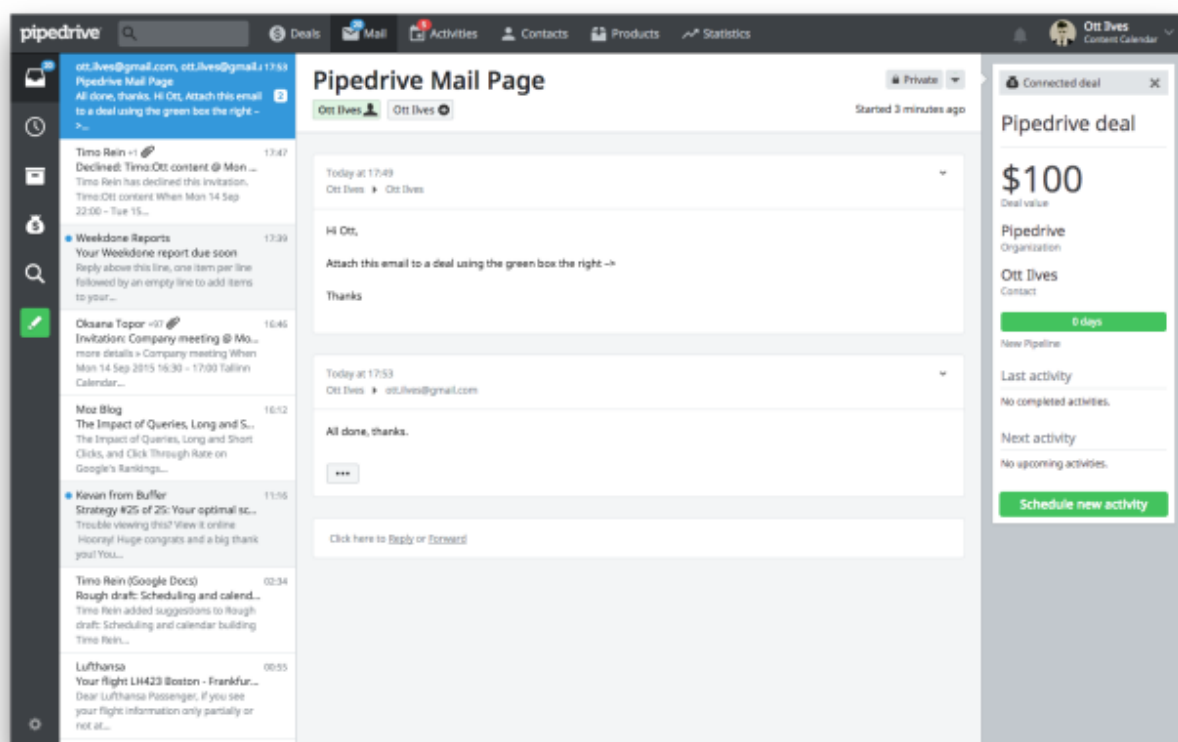 pipedrive
Deals
Mail
Activities
Contacts
Products
Statistics
Ott Ilves
Content Calendar
ott.ilves@gmail.com, ott.ilves@gmail. 17:53
Pipedrive Mail Page
All done, thanks. Hi Ott, Attach this email 2
to a deal using the green box the right –
>...
Timo Rein +1 17:47
Declined: Timo:Ott content @ Mon ...
Timo Rein has declined this invitation.
Timo:Ott content When Mon 14 Sep
22:00 – Tue 15...
Weekdone Reports 17:39
Your Weekdone report due soon
Reply above this line, one item per line
followed by an empty line to add items
to your...
Oksana Topor +97 16:46
Invitation: Company meeting @ Mo...
more details » Company meeting When
Mon 14 Sep 2015 16:30 – 17:00 Tallinn
Calendar...
Moz Blog 16:12
The Impact of Queries, Long and S...
The Impact of Queries, Long and Short
Clicks, and Click Through Rate on
Google's Rankings...
Kevan from Buffer 11:16
Strategy #25 of 25: Your optimal sc...
Trouble viewing this? View it online
Hooray! Huge congrats and a big thank
you! You...
Timo Rein (Google Docs) 02:34
Rough draft: Scheduling and calend...
Timo Rein added suggestions to Rough
draft: Scheduling and calendar building
Timo Rein...
Lufthansa 00:55
Your flight LH423 Boston - Frankfur...
Dear Lufthansa Passenger, if you see
your flight information only partially or
not at...
Pipedrive Mail Page
Private
Ott Ilves
Ott Ilves
Started 3 minutes ago
Today at 17:49
Ott Ilves ▸ Ott Ilves
Hi Ott,
Attach this email to a deal using the green box the right –>
Thanks
Today at 17:53
Ott Ilves ▸ ott.ilves@gmail.com
All done, thanks.
•••
Click here to Reply or Forward
Connected deal
Pipedrive deal
$100
Deal value
Pipedrive
Organization
Ott Ilves
Contact
0 days
New Pipeline
Last activity
No completed activities.
Next activity
No upcoming activities.
Schedule new activity